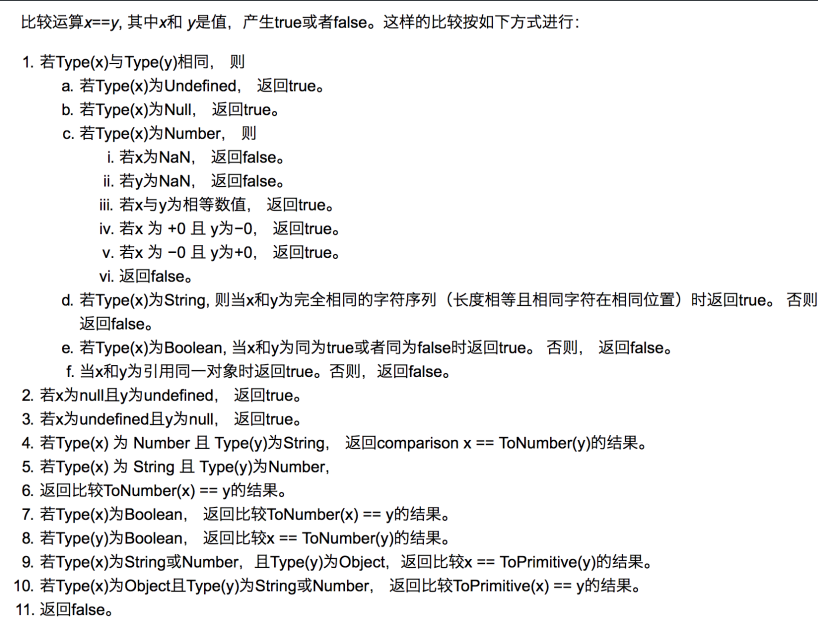 比较运算x==y, 其中x和 y是值，产生true或者false。这样的比较按如下方式进行：
1. 若Type(x)与Type(y)相同， 则
a. 若Type(x)为Undefined， 返回true。
b. 若Type(x)为Null， 返回true。
c. 若Type(x)为Number， 则
i. 若x为NaN， 返回false。
ii. 若y为NaN， 返回false。
iii. 若x与y为相等数值， 返回true。
iv. 若x 为 +0 且 y为−0， 返回true。
v. 若x 为 −0 且 y为+0， 返回true。
vi. 返回false。
d. 若Type(x)为String, 则当x和y为完全相同的字符序列（长度相等且相同字符在相同位置）时返回true。 否则
返回false。
e. 若Type(x)为Boolean, 当x和y为同为true或者同为false时返回true。 否则， 返回false。
f. 当x和y为引用同一对象时返回true。否则，返回false。
2. 若x为null且y为undefined， 返回true。
3. 若x为undefined且y为null， 返回true。
4. 若Type(x) 为 Number 且 Type(y)为String， 返回comparison x == ToNumber(y)的结果。
5. 若Type(x) 为 String 且 Type(y)为Number,
6. 返回比较ToNumber(x) == y的结果。
7. 若Type(x)为Boolean， 返回比较ToNumber(x) == y的结果。
8. 若Type(y)为Boolean， 返回比较x == ToNumber(y)的结果。
9. 若Type(x)为String或Number，且Type(y)为Object，返回比较x == ToPrimitive(y)的结果。
10. 若Type(x)为Object且Type(y)为String或Number， 返回比较ToPrimitive(x) == y的结果。
11. 返回false。